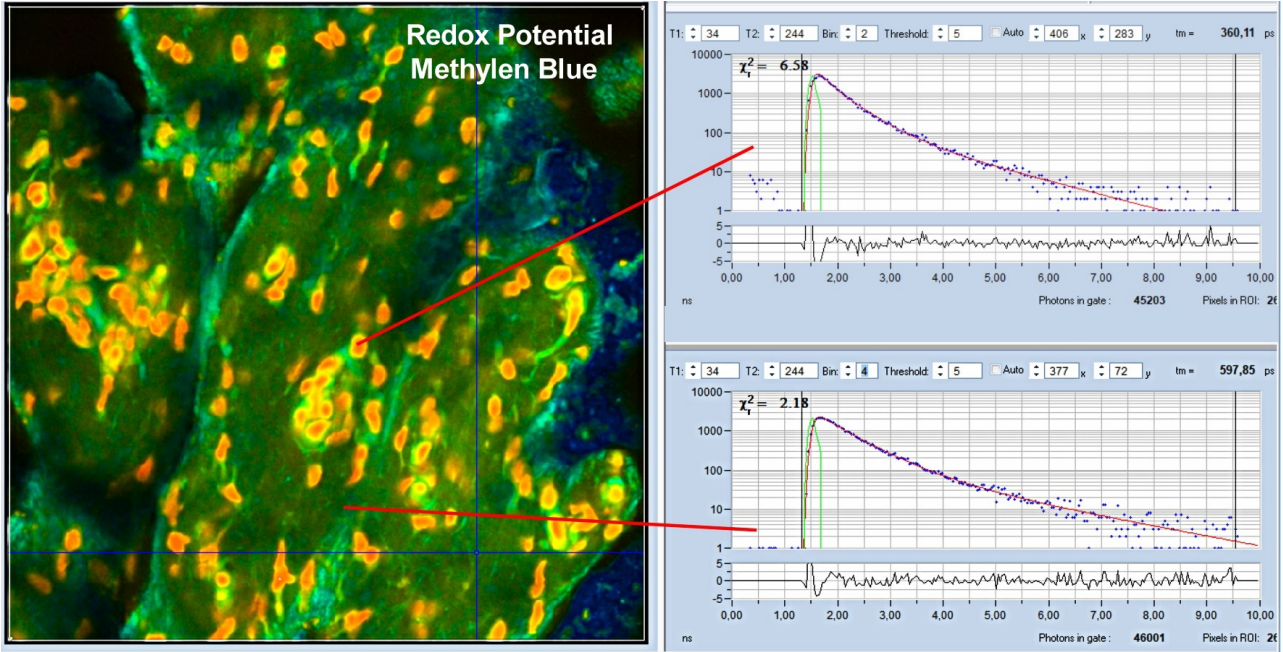 Redox Potential
Methylen Blue
T1: 34 T2: 244 Bin: 2 Threshold: 5 Auto 406 x 283 y tm = 360,11 ps
χ²r = 6.58
10000
1000
100
10
1
5
0
-5
0,00 1,00 2,00 3,00 4,00 5,00 6,00 7,00 8,00 9,00 10,00
ns Photons in gate : 45203 Pixels in ROI: 26
T1: 34 T2: 244 Bin: 4 Threshold: 5 Auto 377 x 72 y tm = 597,85 ps
χ²r = 2.18
10000
1000
100
10
1
5
0
-5
0,00 1,00 2,00 3,00 4,00 5,00 6,00 7,00 8,00 9,00 10,00
ns Photons in gate : 46001 Pixels in ROI: 26